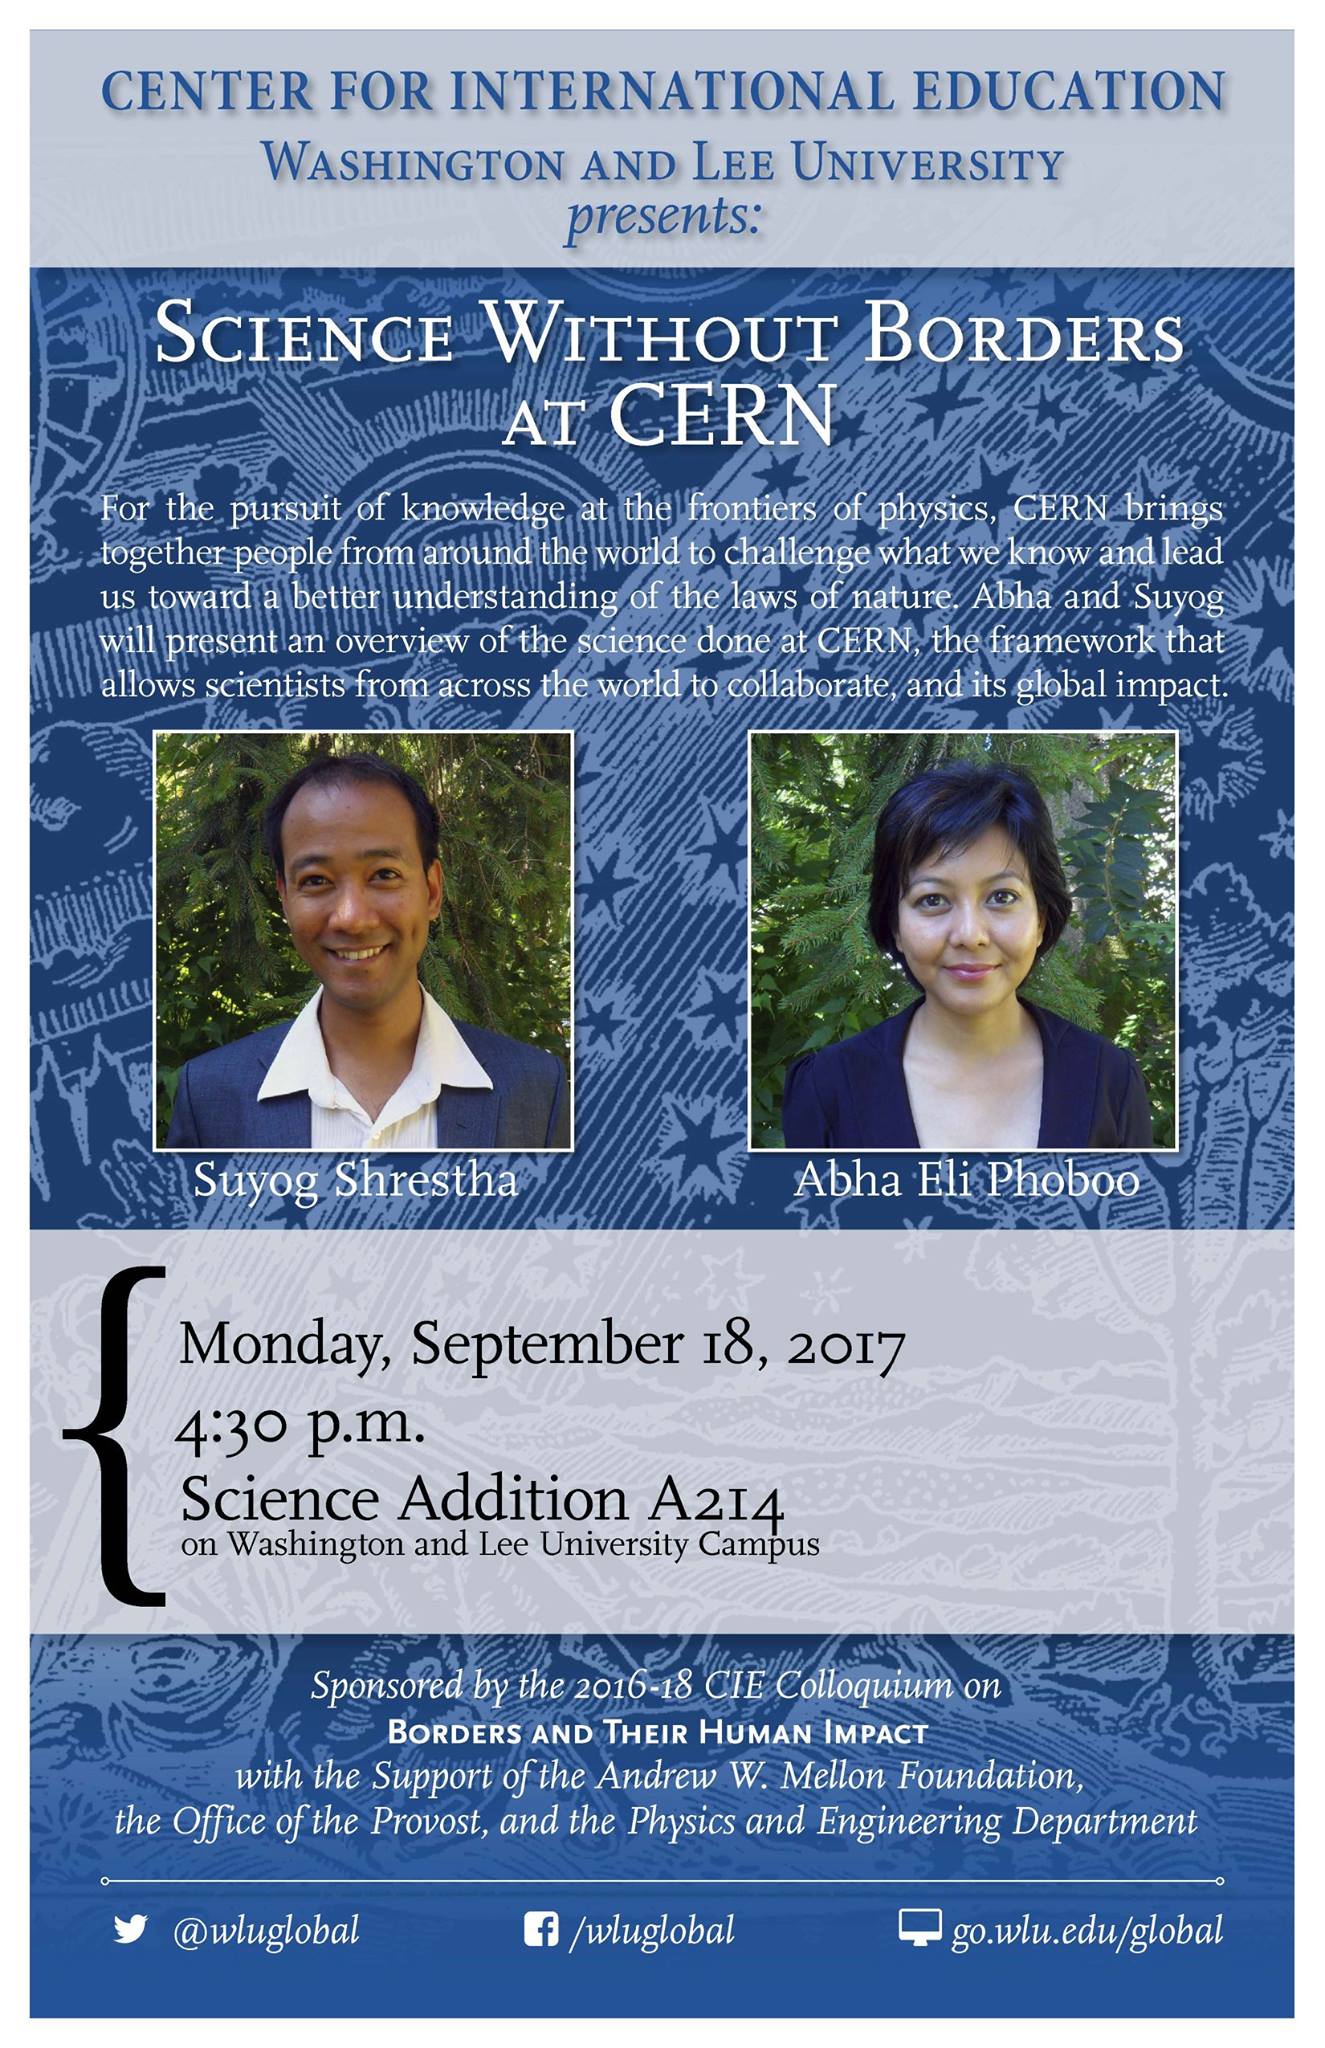 CENTER FOR INTERNATIONAL EDUCATION
WASHINGTON AND LEE UNIVERSITY
presents:
SCIENCE WITHOUT BORDERS
AT CERN
For the pursuit of knowledge at the frontiers of physics, CERN brings
together people from around the world to challenge what we know and lead
us toward a better understanding of the laws of nature. Abha and Suyog
will present an overview of the science done at CERN, the framework that
allows scientists from across the world to collaborate, and its global impact.
Suyog Shrestha
Abha Eli Phoboo
Monday, September 18, 2017
4:30 p.m.
Science Addition A214
on Washington and Lee University Campus
Sponsored by the 2016-18 CIE Colloquium on
BORDERS AND THEIR HUMAN IMPACT
with the Support of the Andrew W. Mellon Foundation,
the Office of the Provost, and the Physics and Engineering Department
@wluglobal
/wluglobal
go.wlu.edu/global